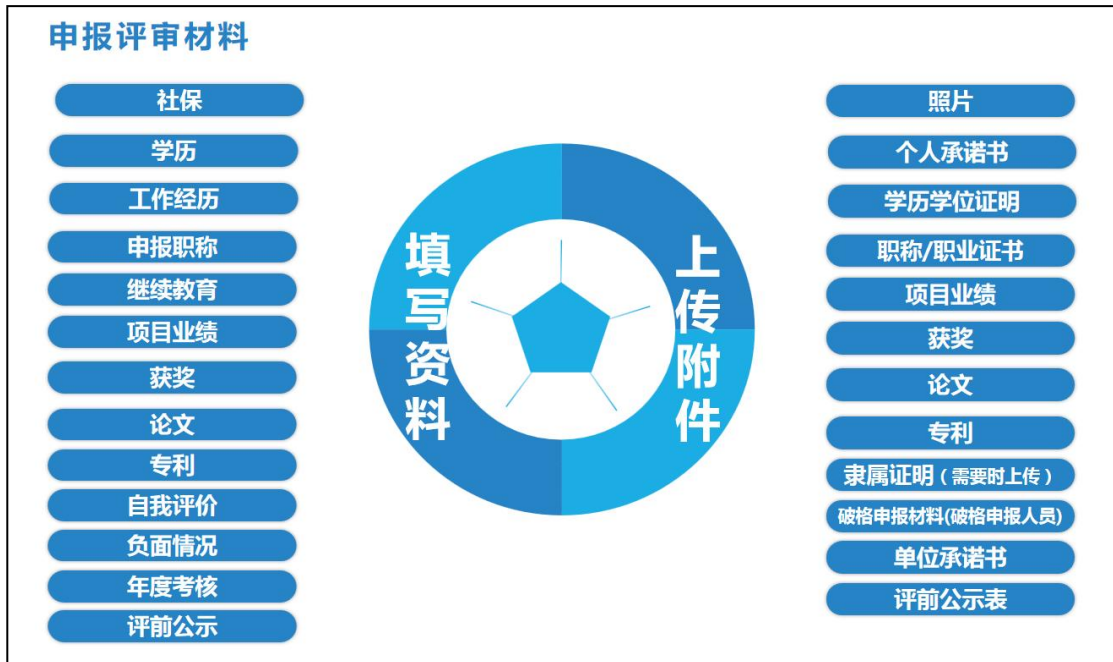 申报评审材料
社保
学历
工作经历
申报职称
继续教育
项目业绩
获奖
论文
专利
自我评价
负面情况
年度考核
评前公示
填写资料
上传附件
照片
个人承诺书
学历学位证明
职称/职业证书
项目业绩
获奖
论文
专利
隶属证明（需要时上传）
破格申报材料(破格申报人员)
单位承诺书
评前公示表